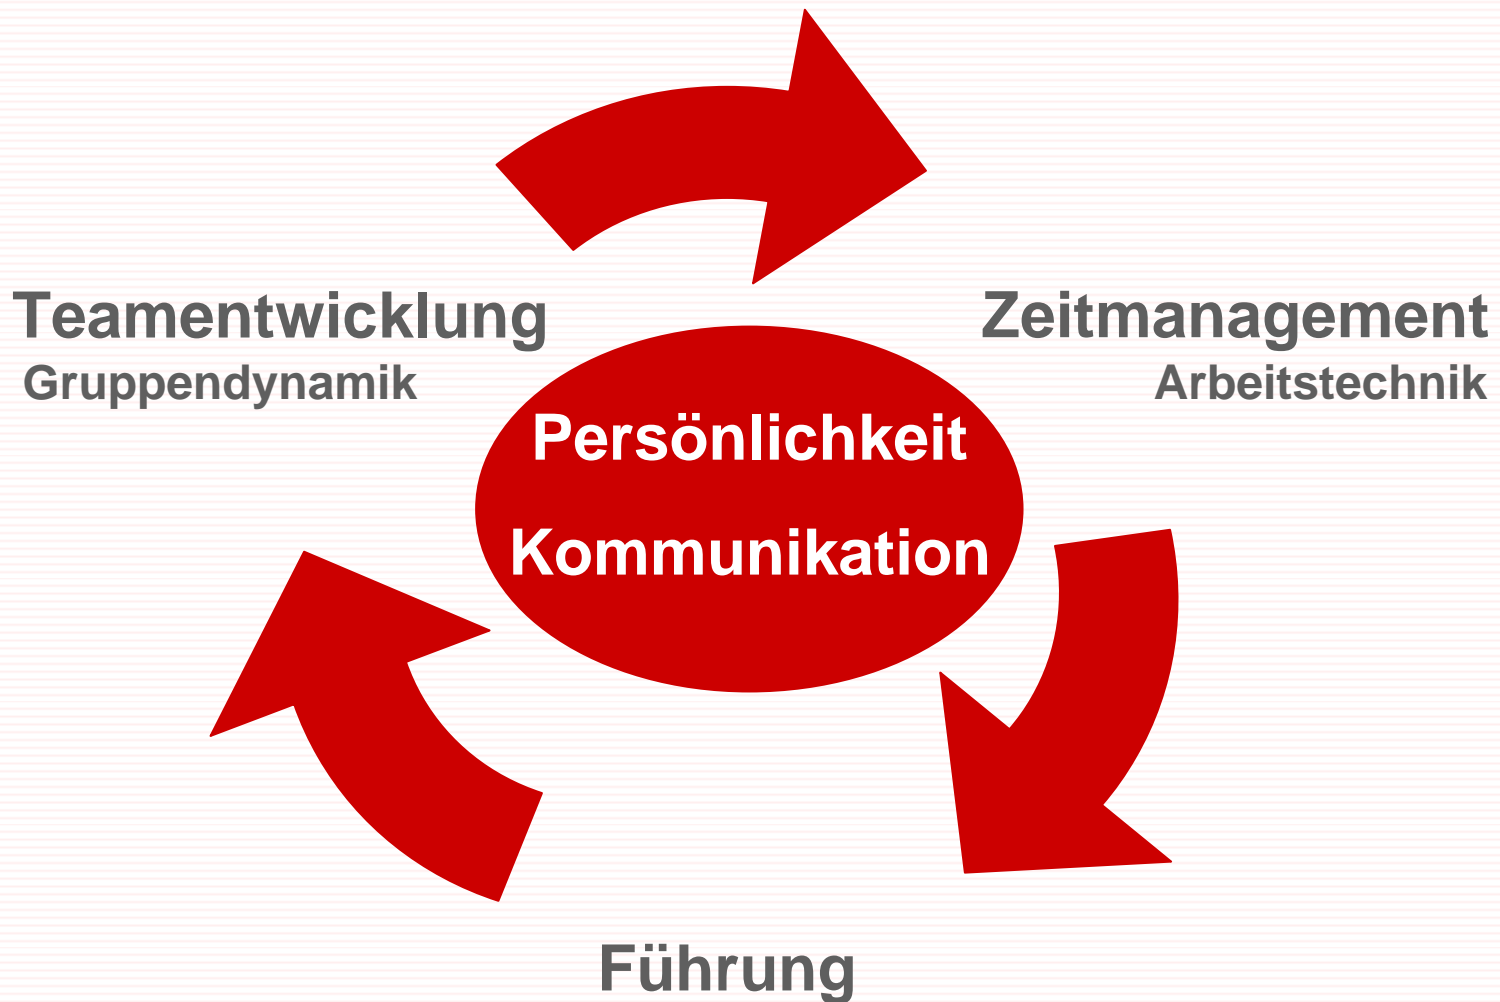 Teamentwicklung
Gruppendynamik
Zeitmanagement
Arbeitstechnik
Persönlichkeit
Kommunikation
Führung